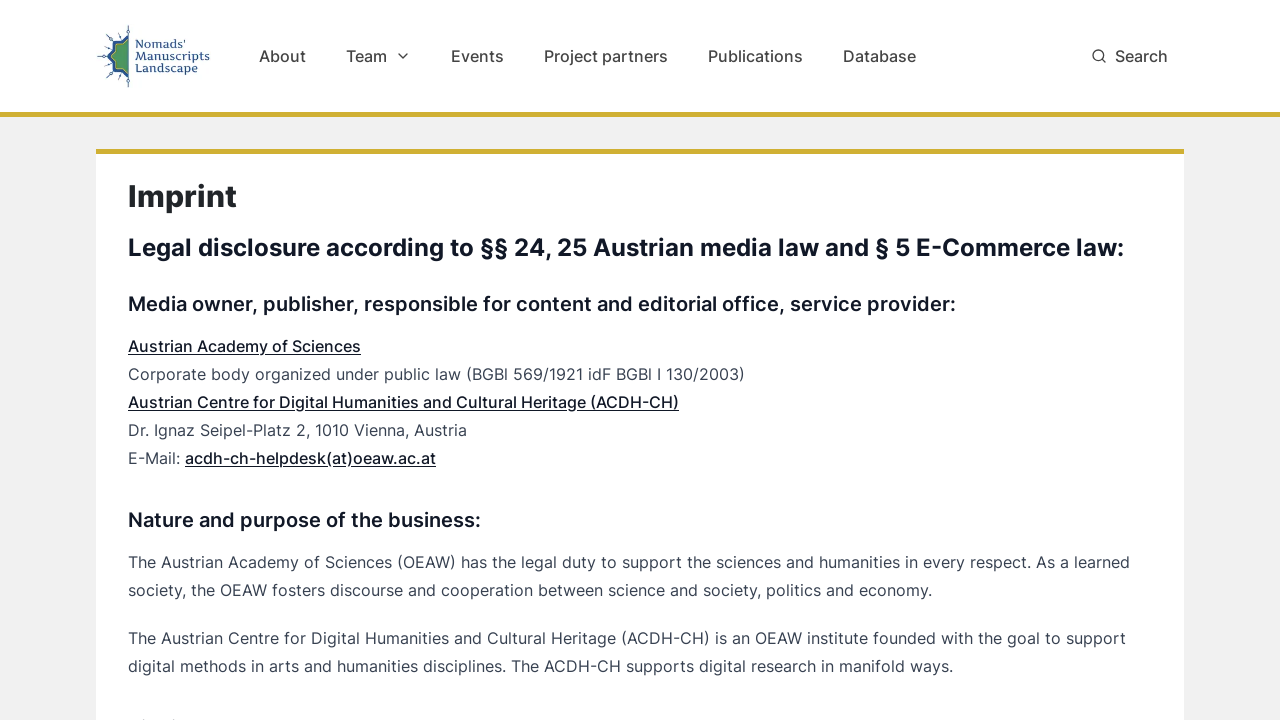 Nomads'
Manuscripts
Landscape
About
Team
Events
Project partners
Publications
Database
Search
Imprint
Legal disclosure according to §§ 24, 25 Austrian media law and § 5 E-Commerce law:
Media owner, publisher, responsible for content and editorial office, service provider:
Austrian Academy of Sciences
Corporate body organized under public law (BGBl 569/1921 idF BGBl I 130/2003)
Austrian Centre for Digital Humanities and Cultural Heritage (ACDH-CH)
Dr. Ignaz Seipel-Platz 2, 1010 Vienna, Austria
E-Mail: acdh-ch-helpdesk(at)oeaw.ac.at
Nature and purpose of the business:
The Austrian Academy of Sciences (OEAW) has the legal duty to support the sciences and humanities in every respect. As a learned
society, the OEAW fosters discourse and cooperation between science and society, politics and economy.
The Austrian Centre for Digital Humanities and Cultural Heritage (ACDH-CH) is an OEAW institute founded with the goal to support
digital methods in arts and humanities disciplines. The ACDH-CH supports digital research in manifold ways.